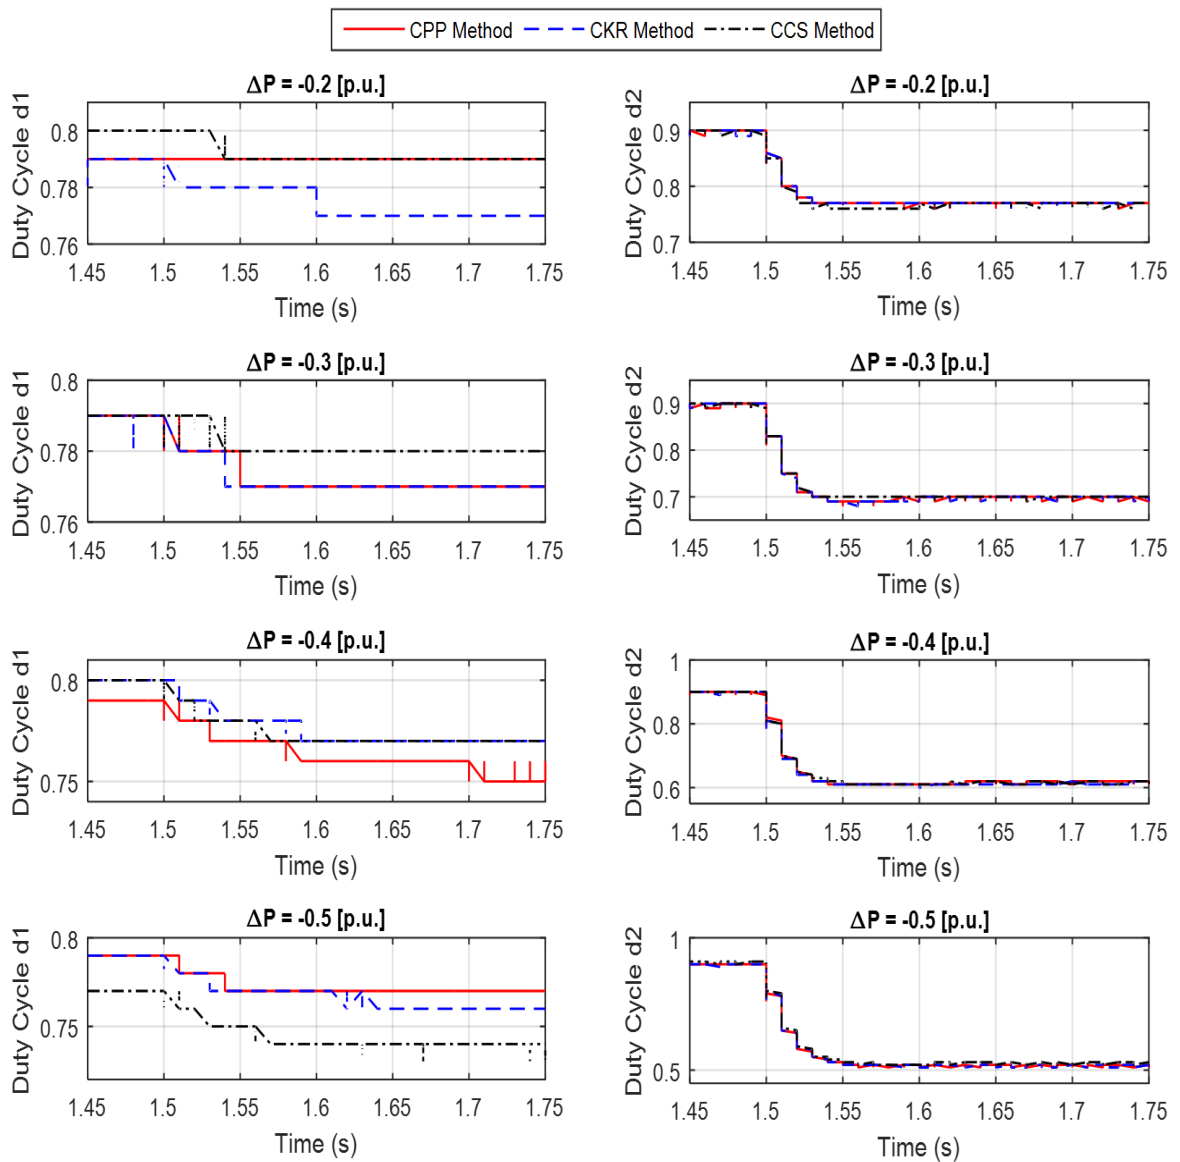 CPP Method CKR Method CCS Method
ΔP = -0.2 [p.u.]
Duty Cycle d1
0.8
0.78
0.76
1.45 1.5 1.55 1.6 1.65 1.7 1.75
Time (s)
ΔP = -0.2 [p.u.]
Duty Cycle d2
0.9
0.8
0.7
1.45 1.5 1.55 1.6 1.65 1.7 1.75
Time (s)
ΔP = -0.3 [p.u.]
Duty Cycle d1
0.8
0.78
0.76
1.45 1.5 1.55 1.6 1.65 1.7 1.75
Time (s)
ΔP = -0.3 [p.u.]
Duty Cycle d2
0.9
0.8
0.7
1.45 1.5 1.55 1.6 1.65 1.7 1.75
Time (s)
ΔP = -0.4 [p.u.]
Duty Cycle d1
0.8
0.75
1.45 1.5 1.55 1.6 1.65 1.7 1.75
Time (s)
ΔP = -0.4 [p.u.]
Duty Cycle d2
1
0.8
0.6
1.45 1.5 1.55 1.6 1.65 1.7 1.75
Time (s)
ΔP = -0.5 [p.u.]
Duty Cycle d1
0.8
0.75
1.45 1.5 1.55 1.6 1.65 1.7 1.75
Time (s)
ΔP = -0.5 [p.u.]
Duty Cycle d2
1
0.5
1.45 1.5 1.55 1.6 1.65 1.7 1.75
Time (s)